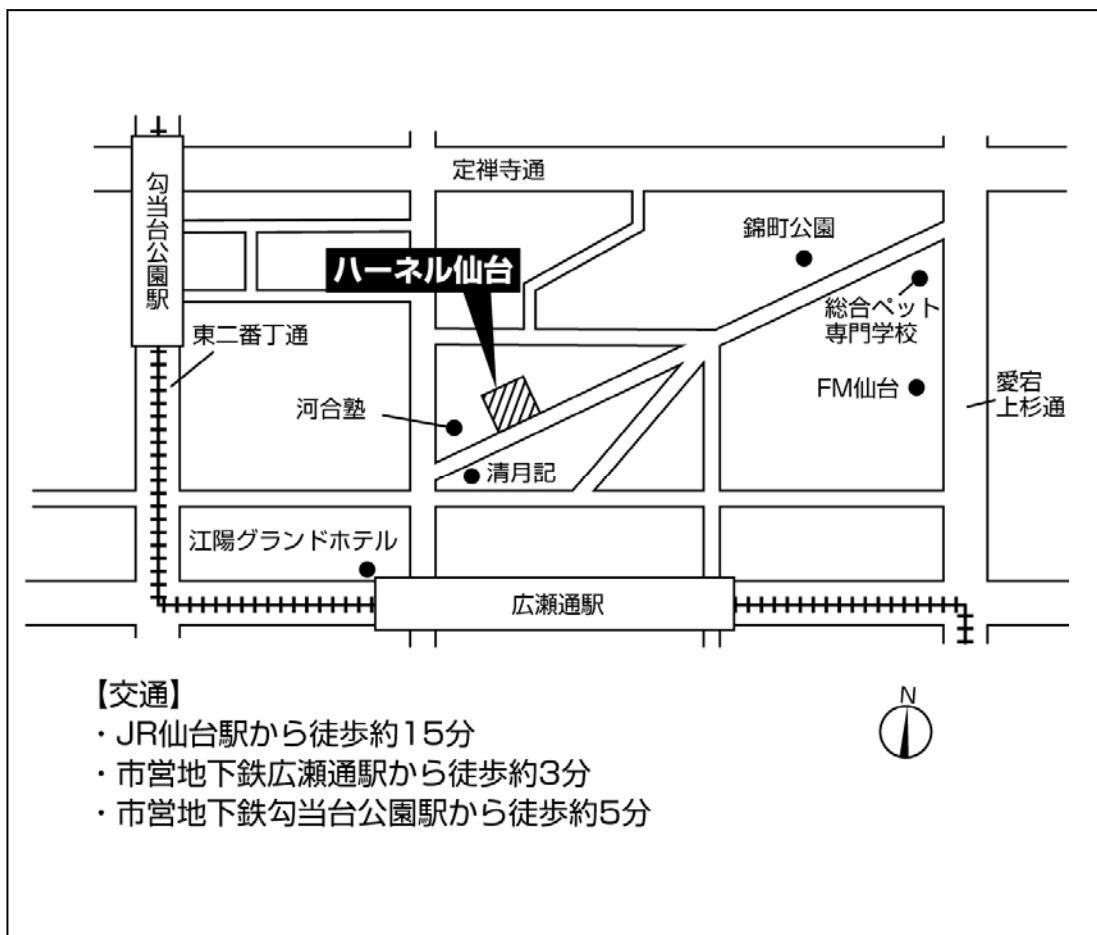 定禅寺通
勾当台公園駅
錦町公園
ハーネル仙台
総合ペット
専門学校
東二番丁通
FM仙台
愛宕
上杉通
河合塾
清月記
江陽グランドホテル
広瀬通駅
【交通】
・JR仙台駅から徒歩約15分
・市営地下鉄広瀬通駅から徒歩約3分
・市営地下鉄勾当台公園駅から徒歩約5分
N